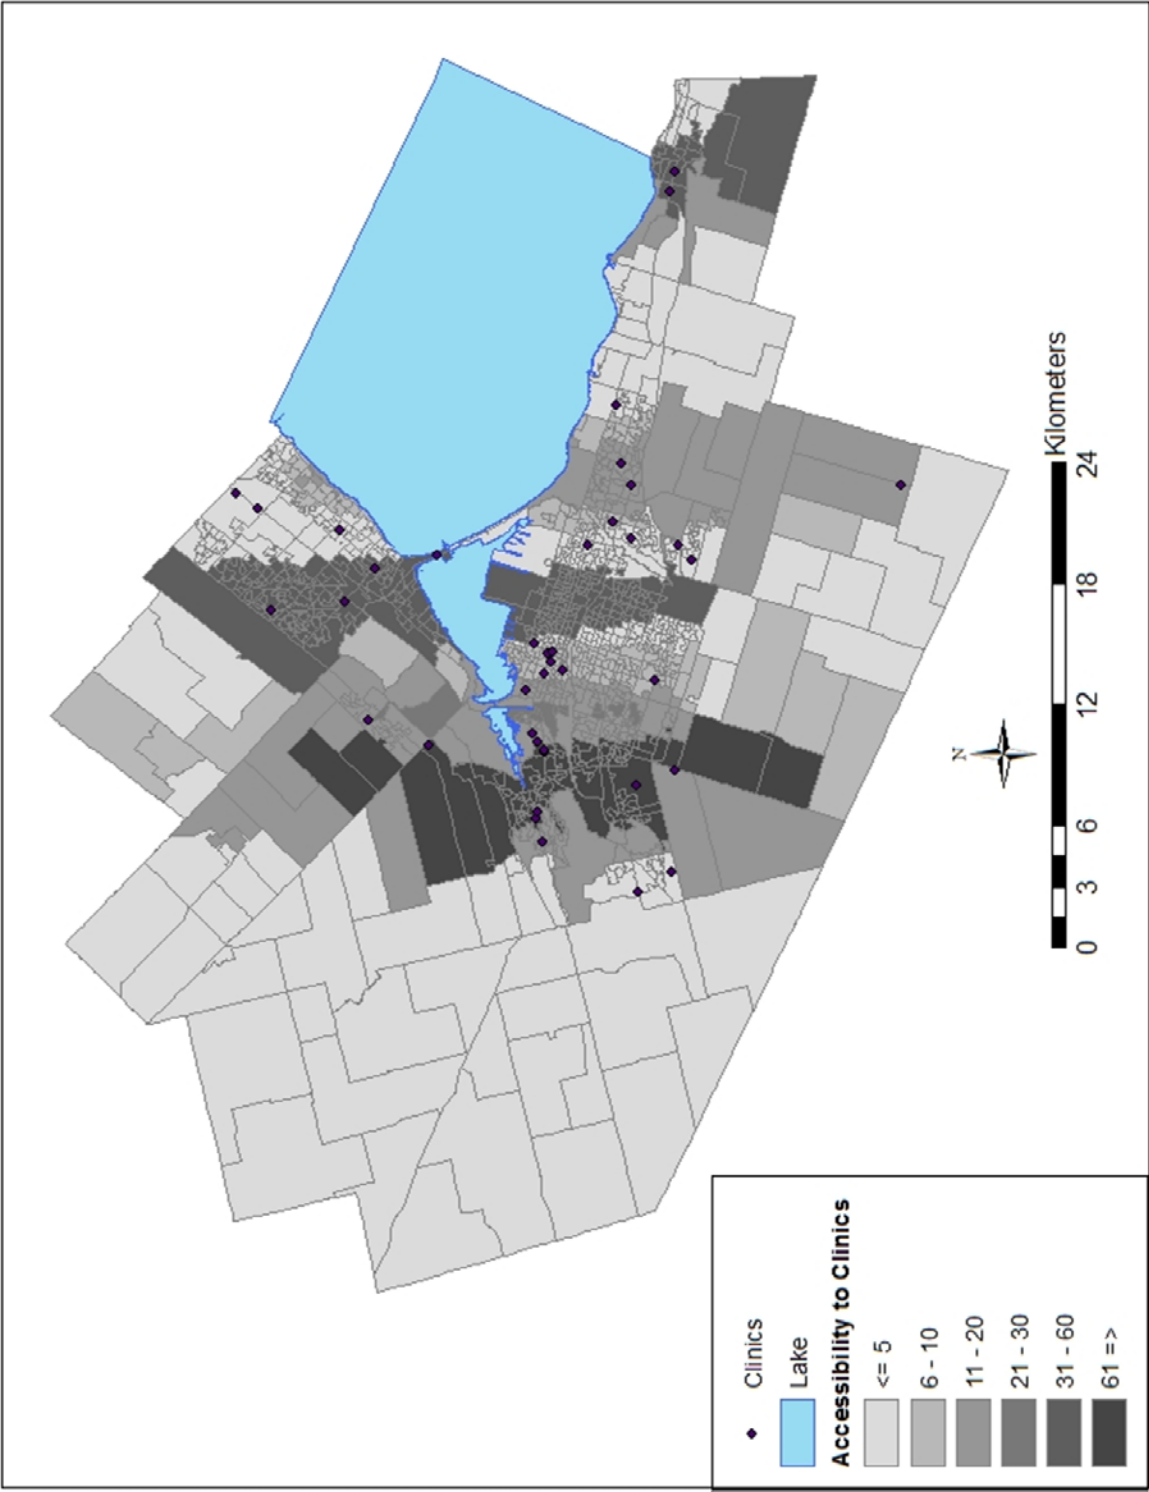 N
Kilometers
0 3 6 12 18 24
Clinics
Lake
Accessibility to Clinics
<= 5
6 - 10
11 - 20
21 - 30
31 - 60
61 =>